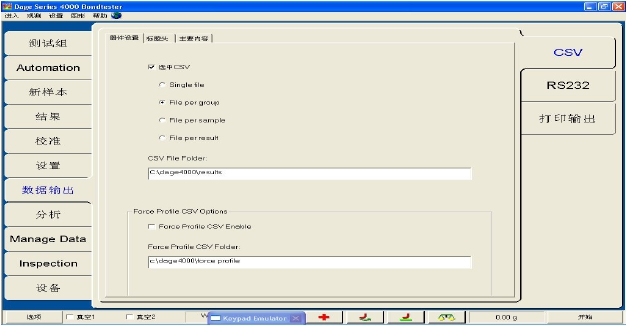 Dage Series 4000 Bondtester
进入 观察 设置 图形 帮助
测试组
Automation
新样本
结果
校准
设置
数据输出
分析
Manage Data
Inspection
设备
器件设置 标题头 主要内容
选中CSV
Single file
File per group
File per sample
File per result
CSV File Folder:
C:\dage4000\results
Force Profile CSV Options
Force Profile CSV Enable
Force Profile CSV Folder:
c:\dage4000\force profile
CSV
RS232
打印输出
选项 真空1 真空2 Keypad Emulator 0.00 g 开始